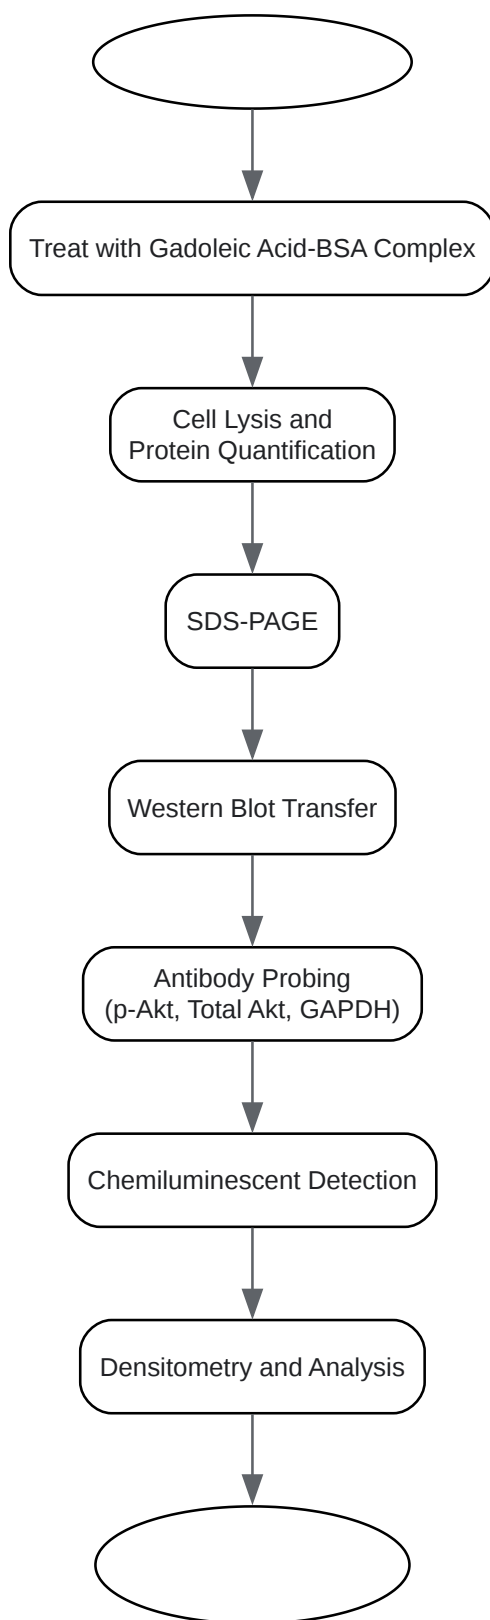 Treat with Gadoleic Acid-BSA Complex
Cell Lysis and
Protein Quantification
SDS-PAGE
Western Blot Transfer
Antibody Probing
(p-Akt, Total Akt, GAPDH)
Chemiluminescent Detection
Densitometry and Analysis